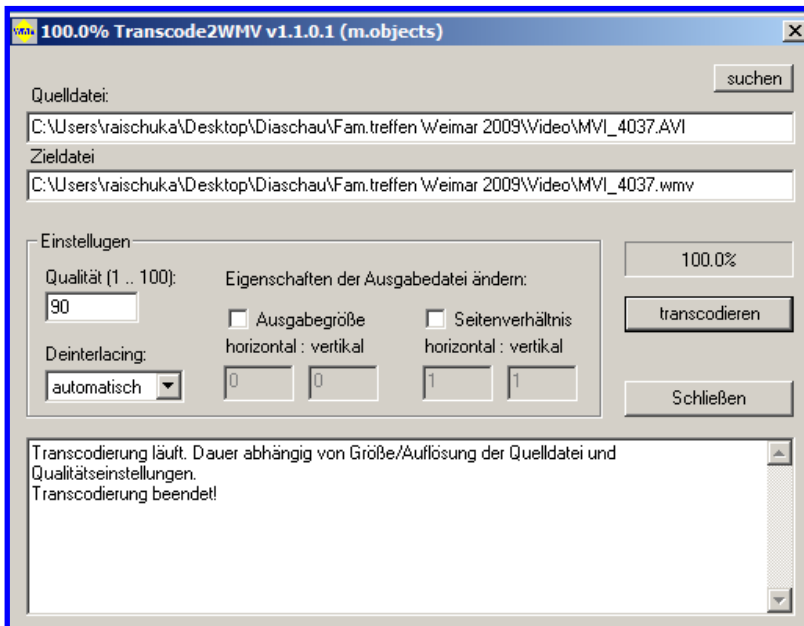 100.0% Transcode2WMV v1.1.0.1 (m.objects)
suchen
Quelldatei:
C:\Users\raischuka\Desktop\Diaschau\Fam.treffen Weimar 2009\Video\MVI_4037.AVI
Zieldatei
C:\Users\raischuka\Desktop\Diaschau\Fam.treffen Weimar 2009\Video\MVI_4037.wmv
Einstellugen
Qualität (1 .. 100):
90
Eigenschaften der Ausgabedatei ändern:
Ausgabegröße
Seitenverhältnis
horizontal : vertikal
horizontal : vertikal
0
0
1
1
Deinterlacing:
automatisch
100.0%
transcodieren
Schließen
Transcodierung läuft. Dauer abhängig von Größe/Auflösung der Quelldatei und
Qualitätseinstellungen.
Transcodierung beendet!